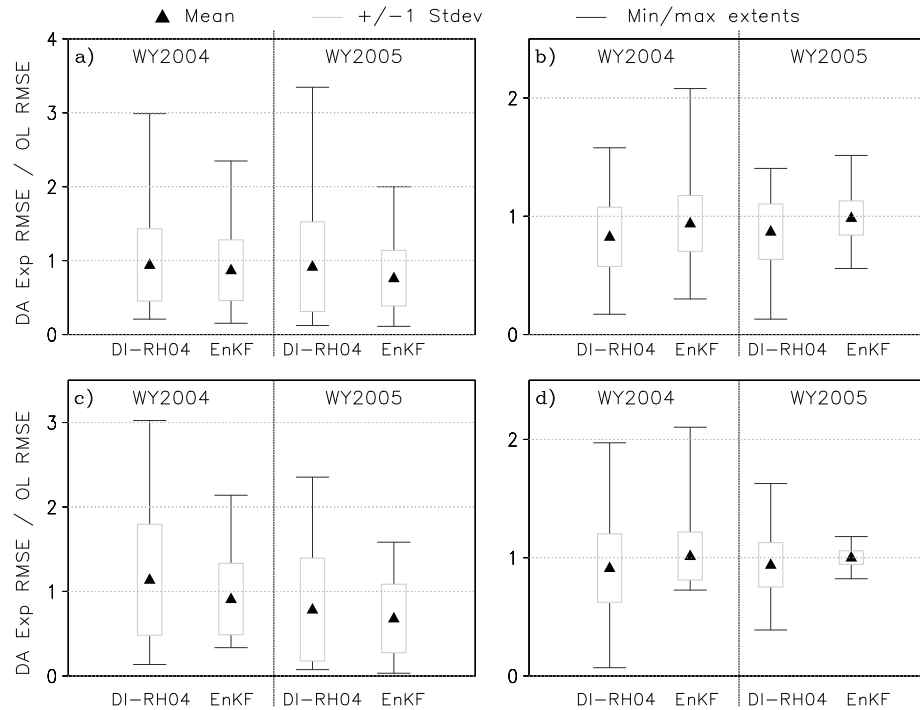 Mean +/-1 Stdev Min/max extents
a) WY2004 WY2005
4
3
2
1
0
DA Exp RMSE / OL RMSE
DI-RH04 EnKF DI-RH04 EnKF
b) WY2004 WY2005
2
1
0
DI-RH04 EnKF DI-RH04 EnKF
c) WY2004 WY2005
3
2
1
0
DA Exp RMSE / OL RMSE
DI-RH04 EnKF DI-RH04 EnKF
d) WY2004 WY2005
2
1
0
DI-RH04 EnKF DI-RH04 EnKF